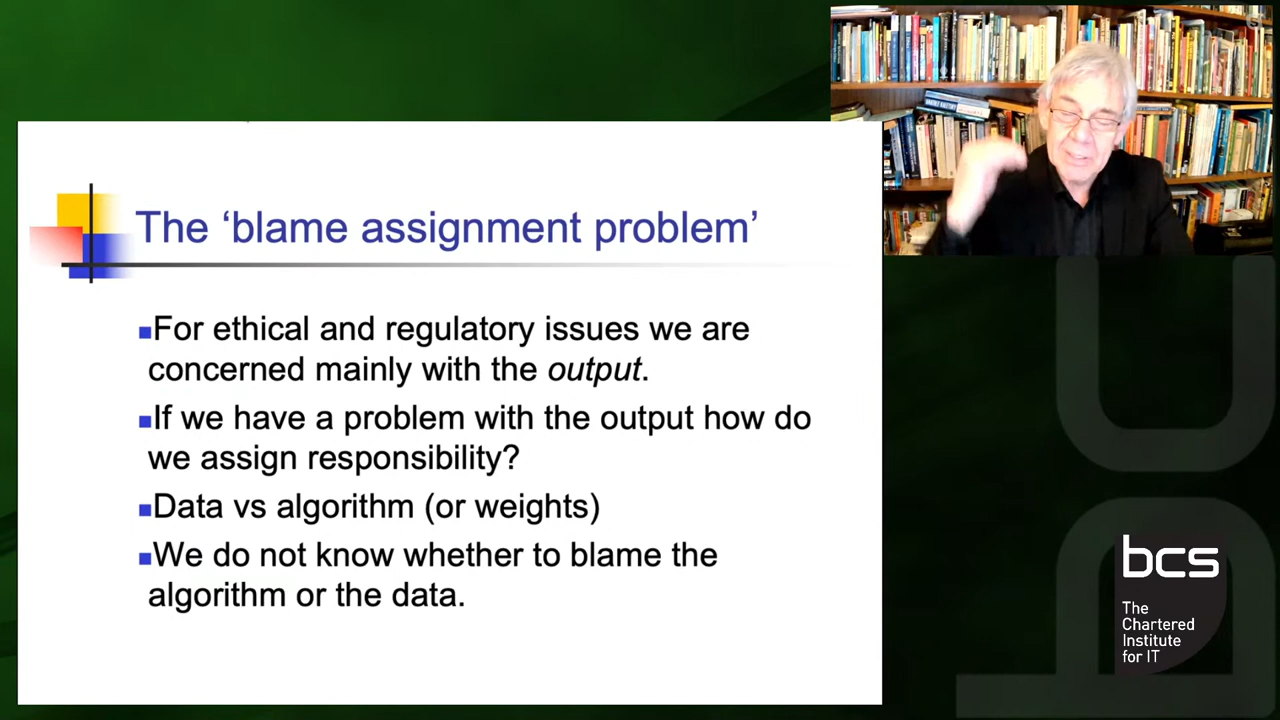 The ‘blame assignment problem’
■For ethical and regulatory issues we are
concerned mainly with the output.
■If we have a problem with the output how do
we assign responsibility?
■Data vs algorithm (or weights)
■We do not know whether to blame the
algorithm or the data.
bcs
The
Chartered
Institute
for IT